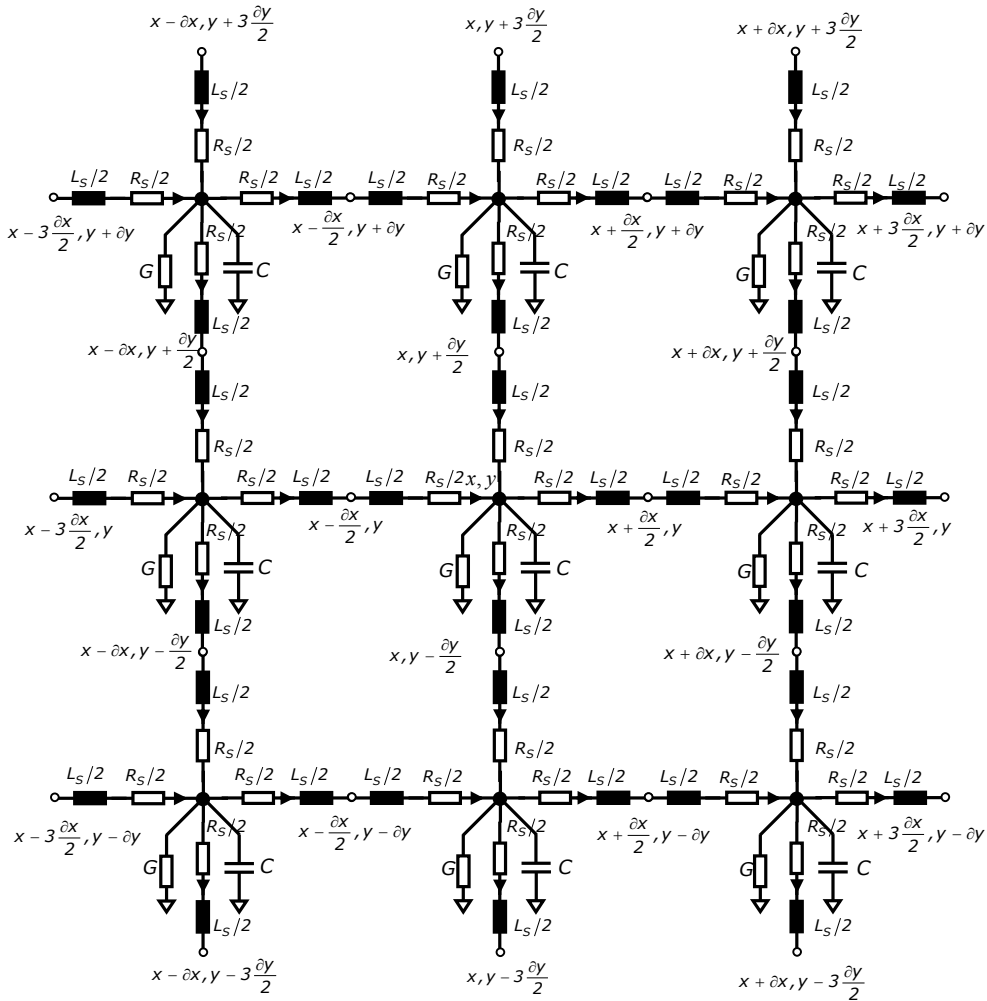 x − ∂x, y + 3 ∂y/2 x, y + 3 ∂y/2 x + ∂x, y + 3 ∂y/2
L_S/2 L_S/2 L_S/2
R_S/2 R_S/2 R_S/2
L_S/2 R_S/2 R_S/2 L_S/2 L_S/2 R_S/2 R_S/2 L_S/2 L_S/2 R_S/2 R_S/2 L_S/2
x − 3 ∂x/2, y + ∂y R_S/2 x − ∂x/2, y + ∂y R_S/2 x + ∂x/2, y + ∂y R_S/2 x + 3 ∂x/2, y + ∂y
G C G C G C
L_S/2 L_S/2 L_S/2
x − ∂x, y + ∂y/2 x, y + ∂y/2 x + ∂x, y + ∂y/2
L_S/2 L_S/2 L_S/2
R_S/2 R_S/2 R_S/2
L_S/2 R_S/2 R_S/2 L_S/2 L_S/2 R_S/2 x, y R_S/2 L_S/2 L_S/2 R_S/2 R_S/2 L_S/2
x − 3 ∂x/2, y R_S/2 x − ∂x/2, y R_S/2 x + ∂x/2, y R_S/2 x + 3 ∂x/2, y
G C G C G C
L_S/2 L_S/2 L_S/2
x − ∂x, y − ∂y/2 x, y − ∂y/2 x + ∂x, y − ∂y/2
L_S/2 L_S/2 L_S/2
R_S/2 R_S/2 R_S/2
L_S/2 R_S/2 R_S/2 L_S/2 L_S/2 R_S/2 R_S/2 L_S/2 L_S/2 R_S/2 R_S/2 L_S/2
x − 3 ∂x/2, y − ∂y R_S/2 x − ∂x/2, y − ∂y R_S/2 x + ∂x/2, y − ∂y R_S/2 x + 3 ∂x/2, y − ∂y
G C G C G C
L_S/2 L_S/2 L_S/2
x − ∂x, y − 3 ∂y/2 x, y − 3 ∂y/2 x + ∂x, y − 3 ∂y/2